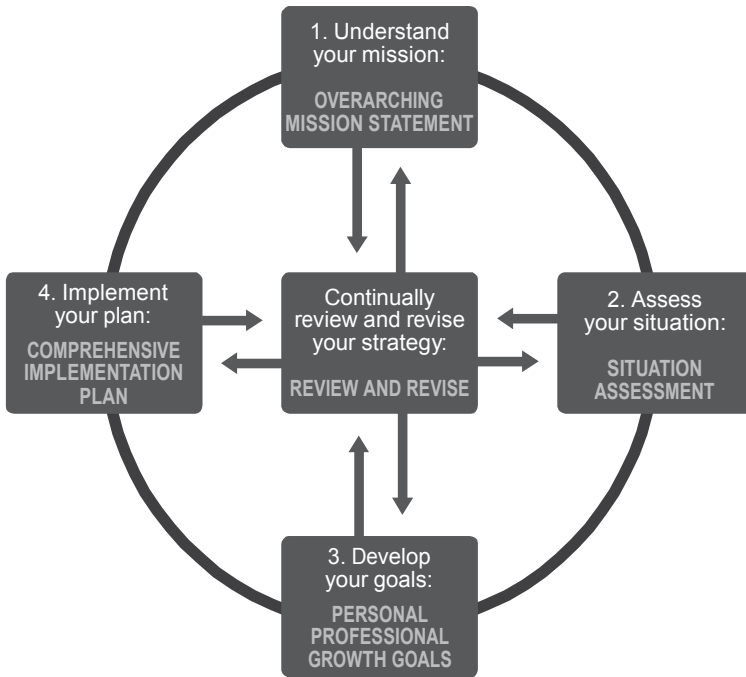 1. Understand
your mission:
OVERARCHING
MISSION STATEMENT
4. Implement
your plan:
COMPREHENSIVE
IMPLEMENTATION
PLAN
Continually
review and revise
your strategy:
REVIEW AND REVISE
2. Assess
your situation:
SITUATION
ASSESSMENT
3. Develop
your goals:
PERSONAL
PROFESSIONAL
GROWTH GOALS